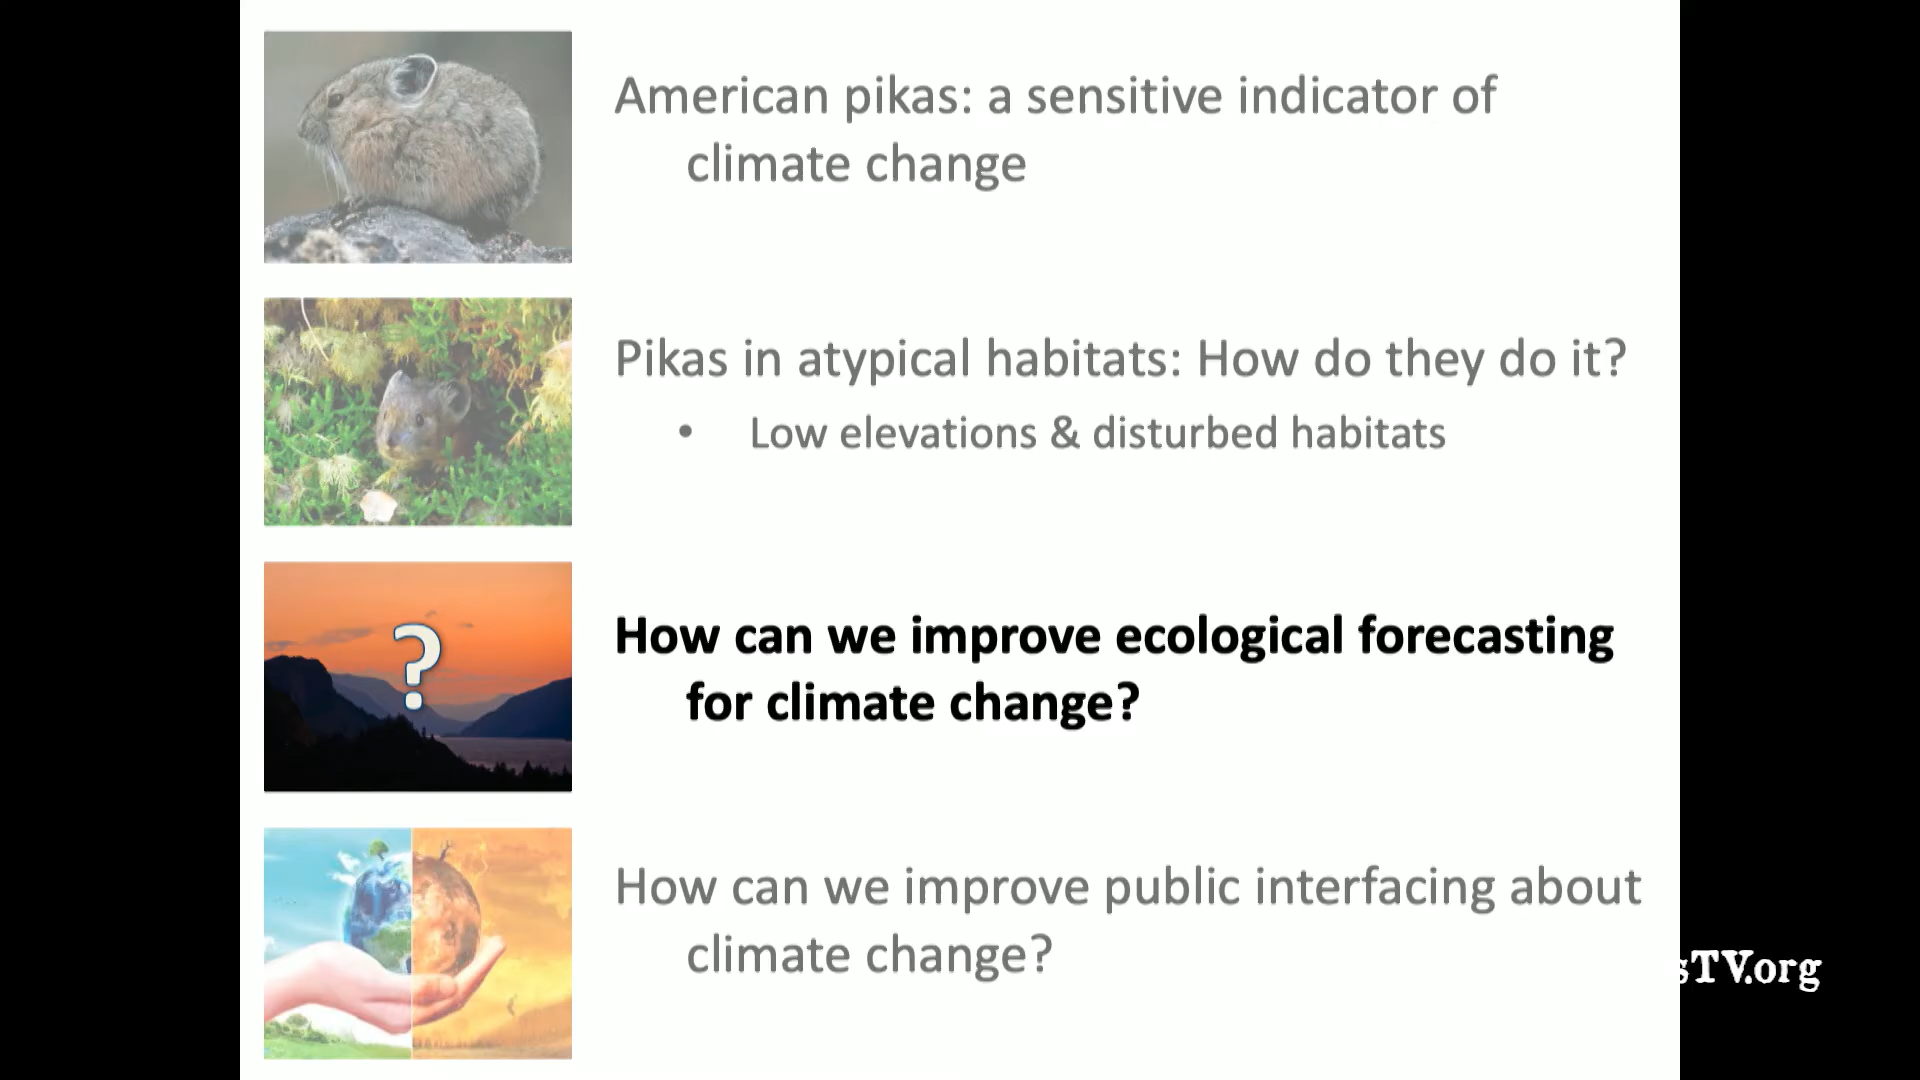 American pikas: a sensitive indicator of
climate change
Pikas in atypical habitats: How do they do it?
• Low elevations & disturbed habitats
?
How can we improve ecological forecasting
for climate change?
How can we improve public interfacing about
climate change?
sTV.org